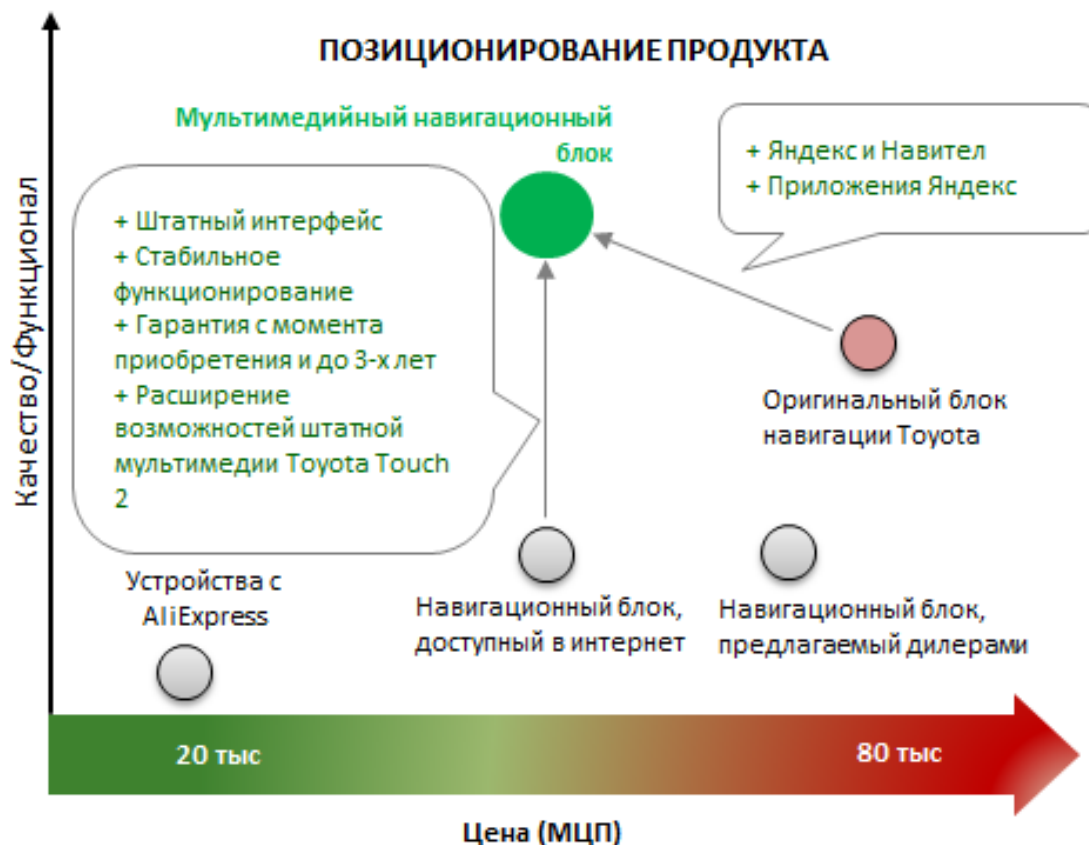 ПОЗИЦИОНИРОВАНИЕ ПРОДУКТА
Мультимедийный навигационный
блок
+ Яндекс и Навител
+ Приложения Яндекс
+ Штатный интерфейс
+ Стабильное
функционирование
+ Гарантия с момента
приобретения и до 3-х лет
+ Расширение
возможностей штатной
мультимедии Toyota Touch
2
Качество/Функционал
Оригинальный блок
навигации Toyota
Устройства с
AliExpress
Навигационный блок,
доступный в интернет
Навигационный блок,
предлагаемый дилерами
20 тыс
80 тыс
Цена (МЦП)